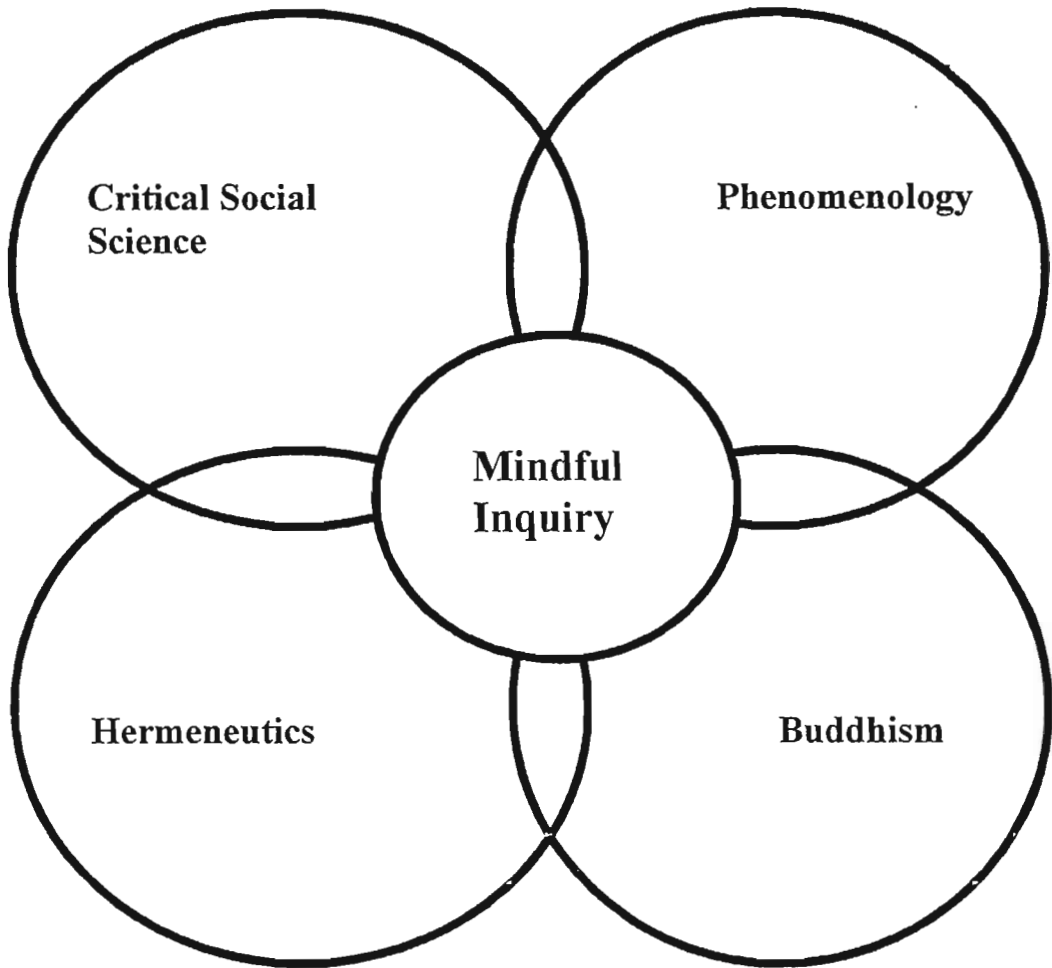 Critical Social
Science
Phenomenology
Mindful
Inquiry
Hermeneutics
Buddhism